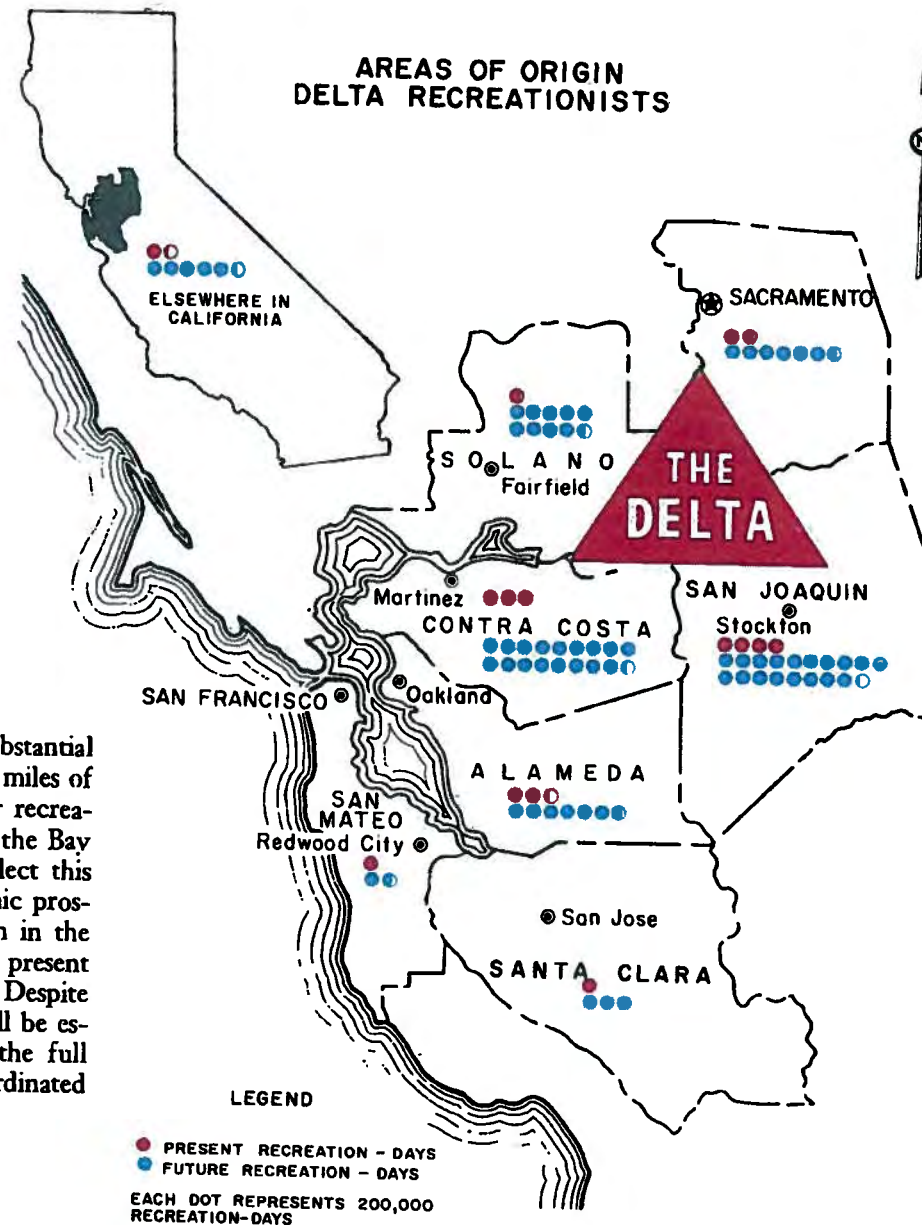 AREAS OF ORIGIN
DELTA RECREATIONISTS
N
ELSEWHERE IN
CALIFORNIA
SACRAMENTO
SOLANO
Fairfield
THE
DELTA
Martinez
CONTRA COSTA
SAN JOAQUIN
Stockton
SAN FRANCISCO
Oakland
ALAMEDA
SAN
MATEO
Redwood City
San Jose
SANTA CLARA
bstantial
miles of
recrea-
the Bay
lect this
nic pros-
n in the
present
Despite
ll be es-
the full
rdinated
LEGEND
PRESENT RECREATION - DAYS
FUTURE RECREATION - DAYS
EACH DOT REPRESENTS 200,000
RECREATION-DAYS